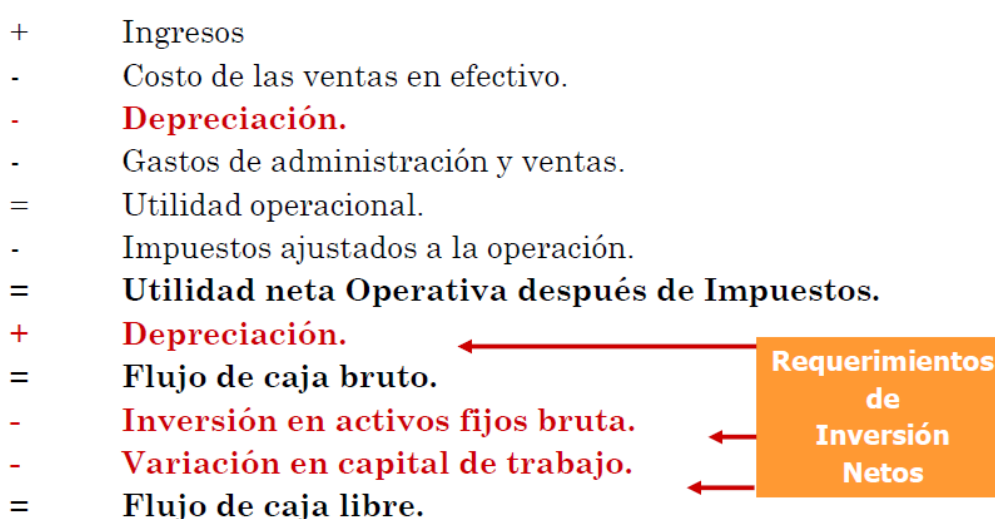 + Ingresos
- Costo de las ventas en efectivo.
- Depreciación.
- Gastos de administración y ventas.
= Utilidad operacional.
- Impuestos ajustados a la operación.
= Utilidad neta Operativa después de Impuestos.
+ Depreciación.
= Flujo de caja bruto.
- Inversión en activos fijos bruta.
- Variación en capital de trabajo.
= Flujo de caja libre.
Requerimientos
de
Inversión
Netos